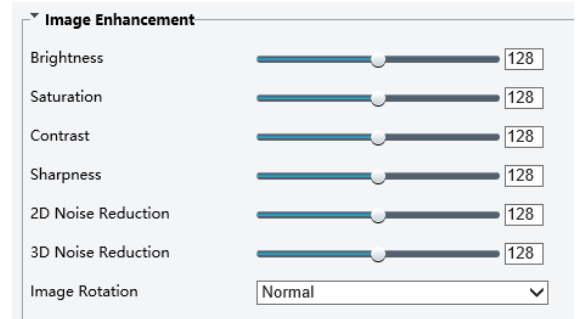 Image Enhancement
Brightness 128
Saturation 128
Contrast 128
Sharpness 128
2D Noise Reduction 128
3D Noise Reduction 128
Image Rotation Normal